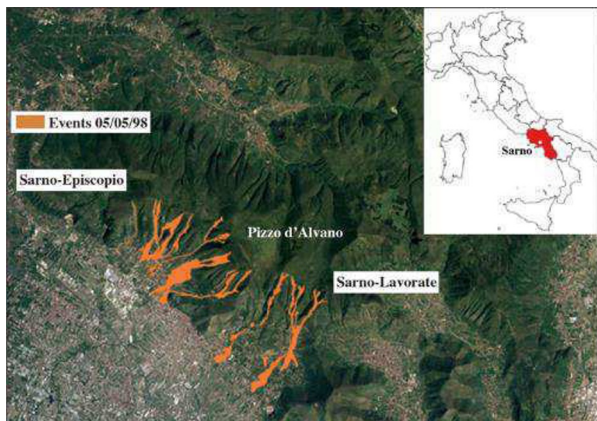 Events 05/05/98
Sarno-Episcopio
Pizzo d'Alvano
Sarno-Lavorate
Sarno